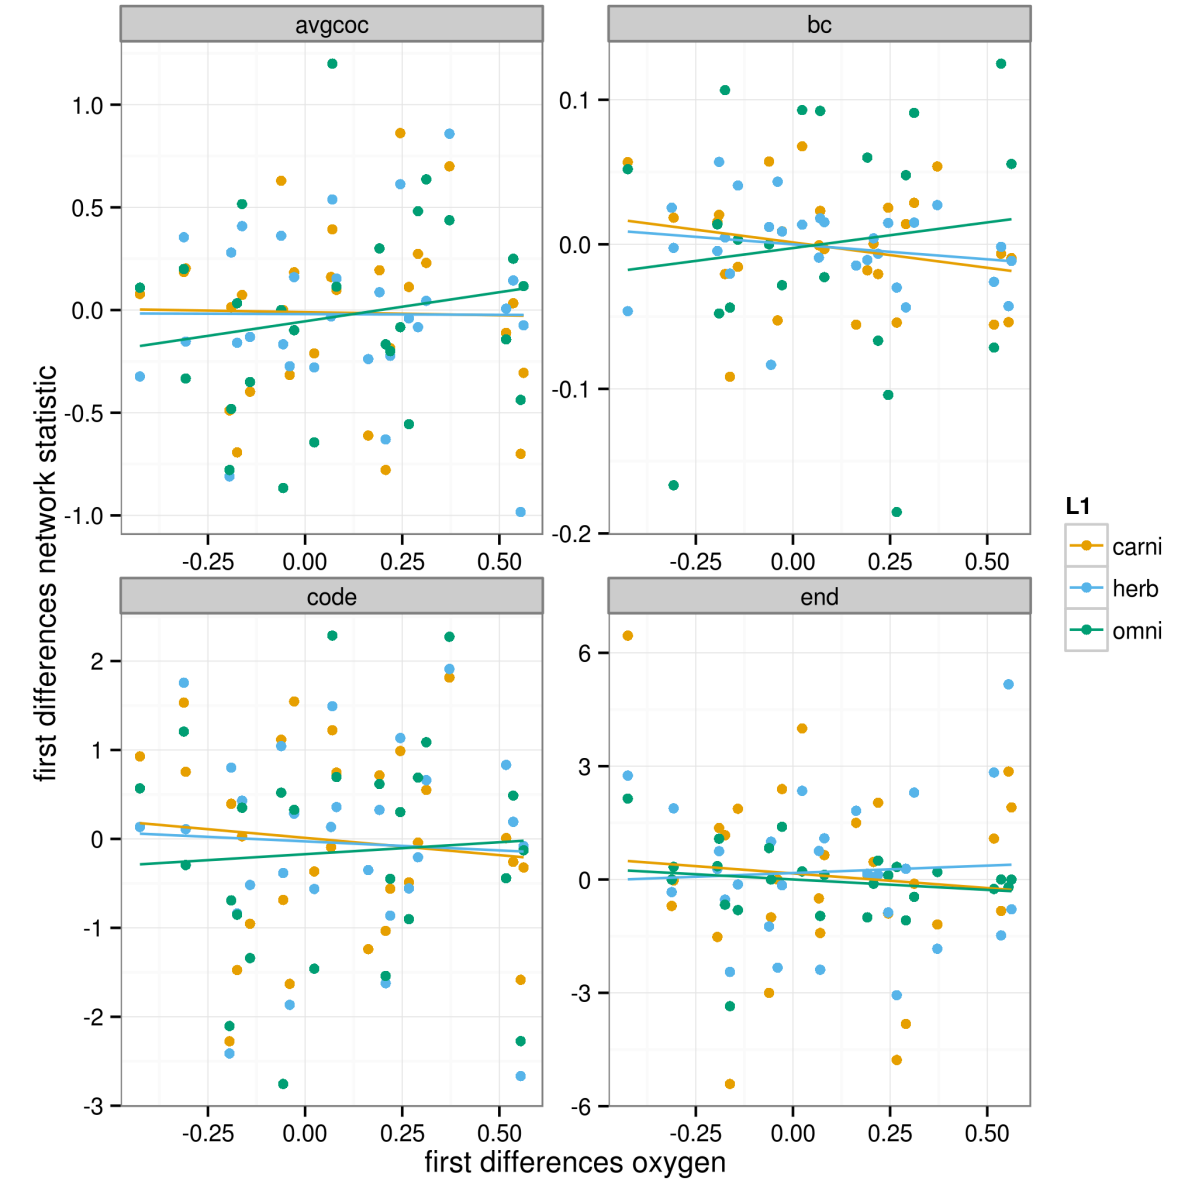 avgcoc
bc
1.0
0.5
0.0
-0.5
-1.0
0.1
0.0
-0.1
-0.2
-0.25 0.00 0.25 0.50
-0.25 0.00 0.25 0.50
code
end
2
1
0
-1
-2
-3
6
3
0
-3
-6
-0.25 0.00 0.25 0.50
-0.25 0.00 0.25 0.50
first differences oxygen
first differences network statistic
L1
carni
herb
omni